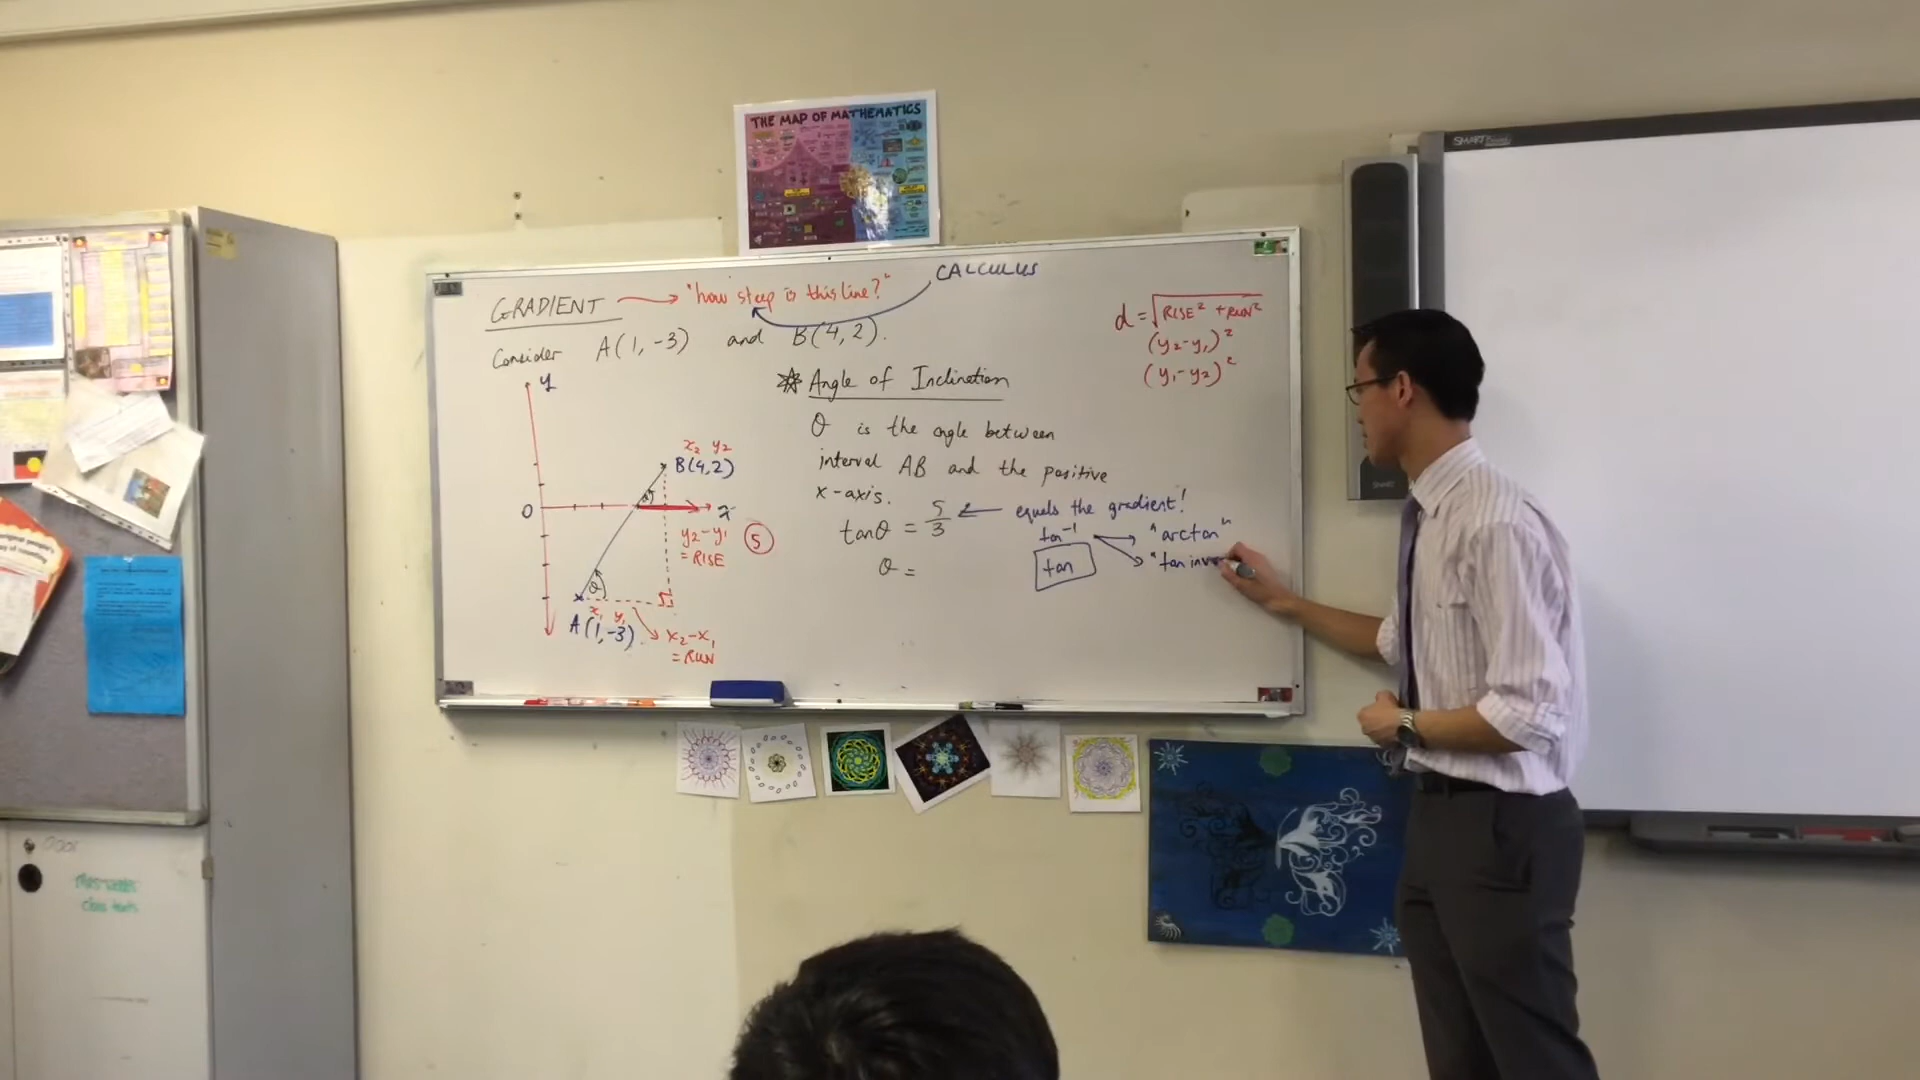 THE MAP OF MATHEMATICS
SMART
CALCULUS
GRADIENT → "how steep is this line?"
Consider A(1, -3) and B(4, 2).
d = √RISE² + RUN²
(y₂-y₁)²
(y₁-y₂)²
y
Angle of Inclination
θ is the angle between
interval AB and the positive
x-axis.
x₂ y₂
B(4,2)
θ
O
x
y₂-y₁
= RISE
5
tanθ = 5/3 ← equals the gradient!
tan⁻¹ "arctan"
tan "tan inv
θ =
θ
x₁ y₁
A(1,-3)
x₂-x₁
= RUN
SMART